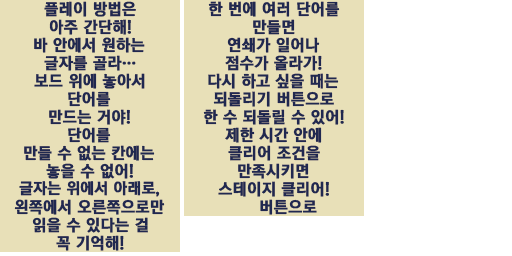 플레이 방법은
아주 간단해!
바 안에서 원하는
글자를 골라…
보드 위에 놓아서
단어를
만드는 거야!
단어를
만들 수 없는 칸에는
놓을 수 없어!
글자는 위에서 아래로,
왼쪽에서 오른쪽으로만
읽을 수 있다는 걸
꼭 기억해!
한 번에 여러 단어를
만들면
연쇄가 일어나
점수가 올라가!
다시 하고 싶을 때는
되돌리기 버튼으로
한 수 되돌릴 수 있어!
제한 시간 안에
클리어 조건을
만족시키면
스테이지 클리어!
버튼으로